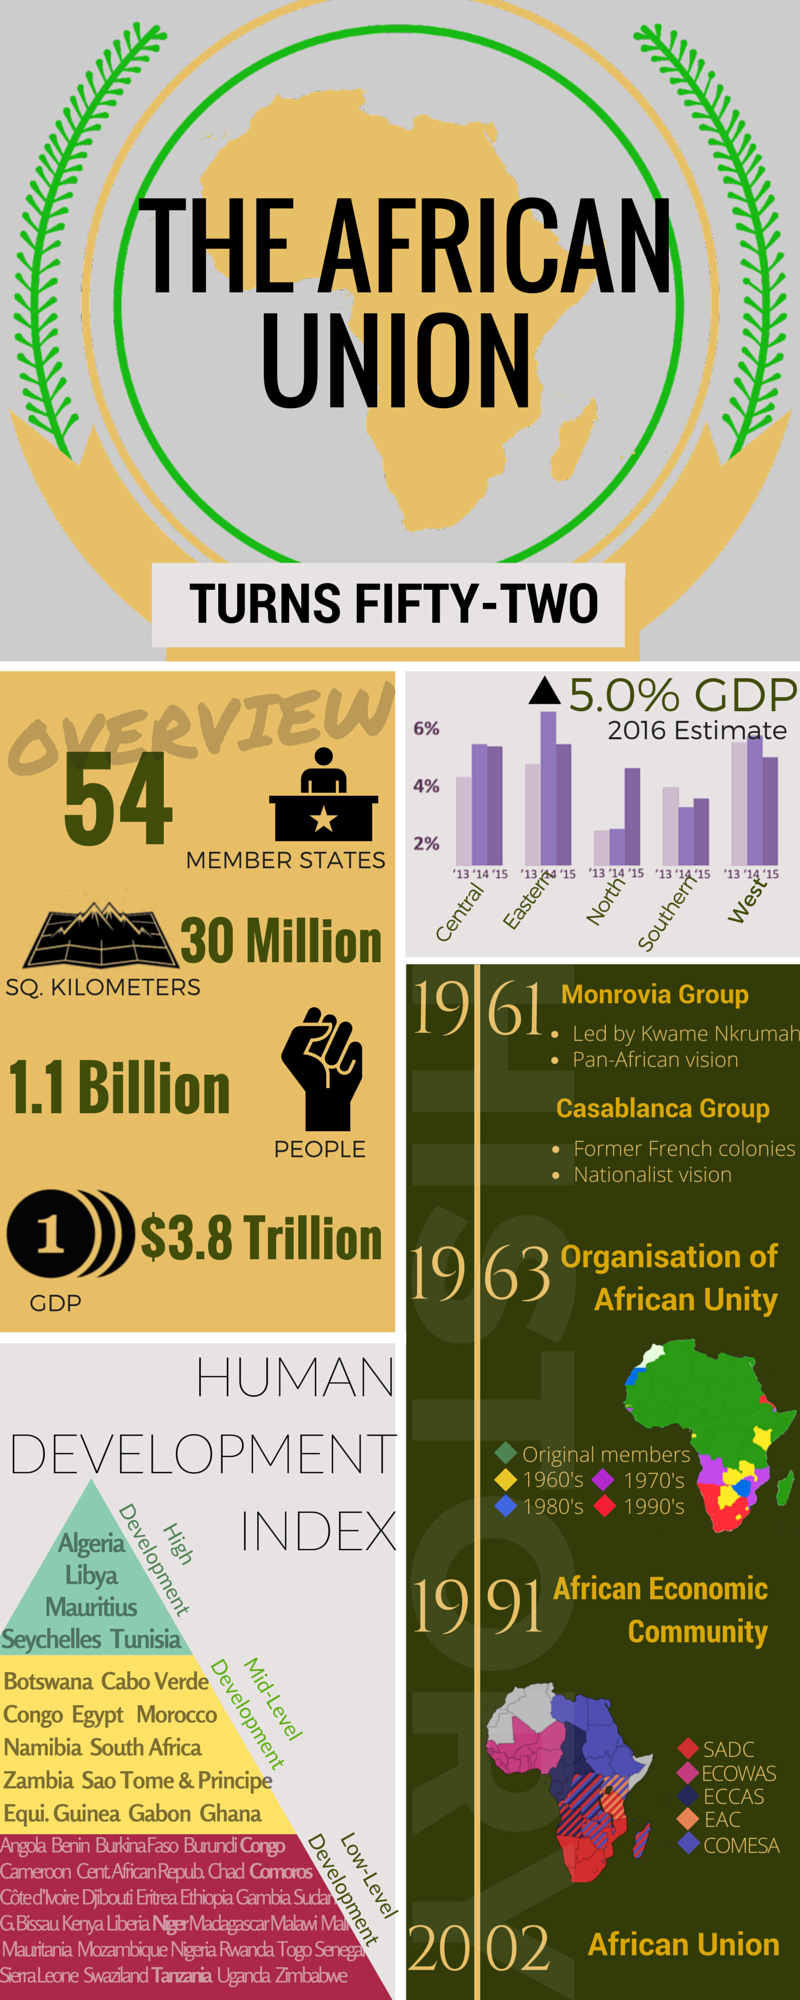 THE AFRICAN
UNION
TURNS FIFTY-TWO
OVERVIEW
54
MEMBER STATES
30 Million
SQ. KILOMETERS
1.1 Billion
PEOPLE
1
$3.8 Trillion
GDP
5.0% GDP
2016 Estimate
6%
4%
2%
'13 '14 '15 '13 '14 '15 '13 '14 '15 '13 '14 '15 '13 '14 '15
Central Eastern North Southern West
HISTORY
1961 Monrovia Group
• Led by Kwame Nkrumah
• Pan-African vision
Casablanca Group
• Former French colonies
• Nationalist vision
1963 Organisation of
African Unity
Original members
1960's 1970's
1980's 1990's
1991 African Economic
Community
SADC
ECOWAS
ECCAS
EAC
COMESA
2002 African Union
HUMAN
DEVELOPMENT
INDEX
High
Development
Algeria
Libya
Mauritius
Seychelles Tunisia
Mid-Level
Development
Botswana Cabo Verde
Congo Egypt Morocco
Namibia South Africa
Zambia Sao Tome & Principe
Equi. Guinea Gabon Ghana
Low-Level
Development
Angola Benin Burkina Faso Burundi Congo
Cameroon Cent. African Repub. Chad Comoros
Côte d'Ivoire Djibouti Eritrea Ethiopia Gambia Sudan
G.Bissau Kenya Liberia Niger Madagascar Malawi Mali
Mauritania Mozambique Nigeria Rwanda Togo Senegal
Sierra Leone Swaziland Tanzania Uganda Zimbabwe